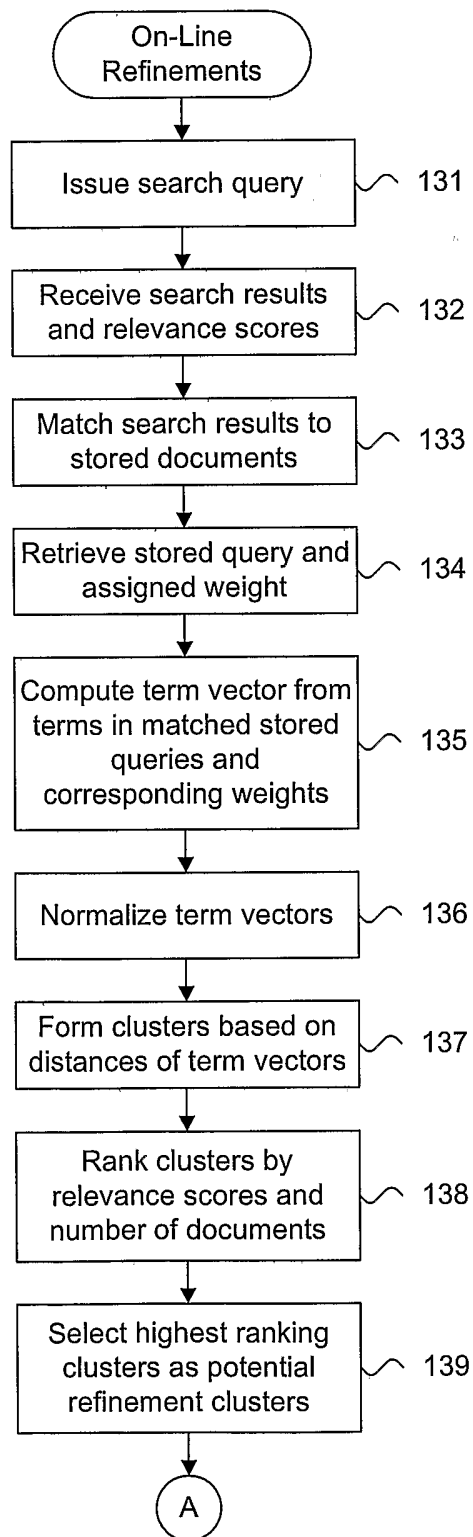 On-Line
Refinements
Issue search query
131
Receive search results
and relevance scores
132
Match search results to
stored documents
133
Retrieve stored query and
assigned weight
134
Compute term vector from
terms in matched stored
queries and
corresponding weights
135
Normalize term vectors
136
Form clusters based on
distances of term vectors
137
Rank clusters by
relevance scores and
number of documents
138
Select highest ranking
clusters as potential
refinement clusters
139
A